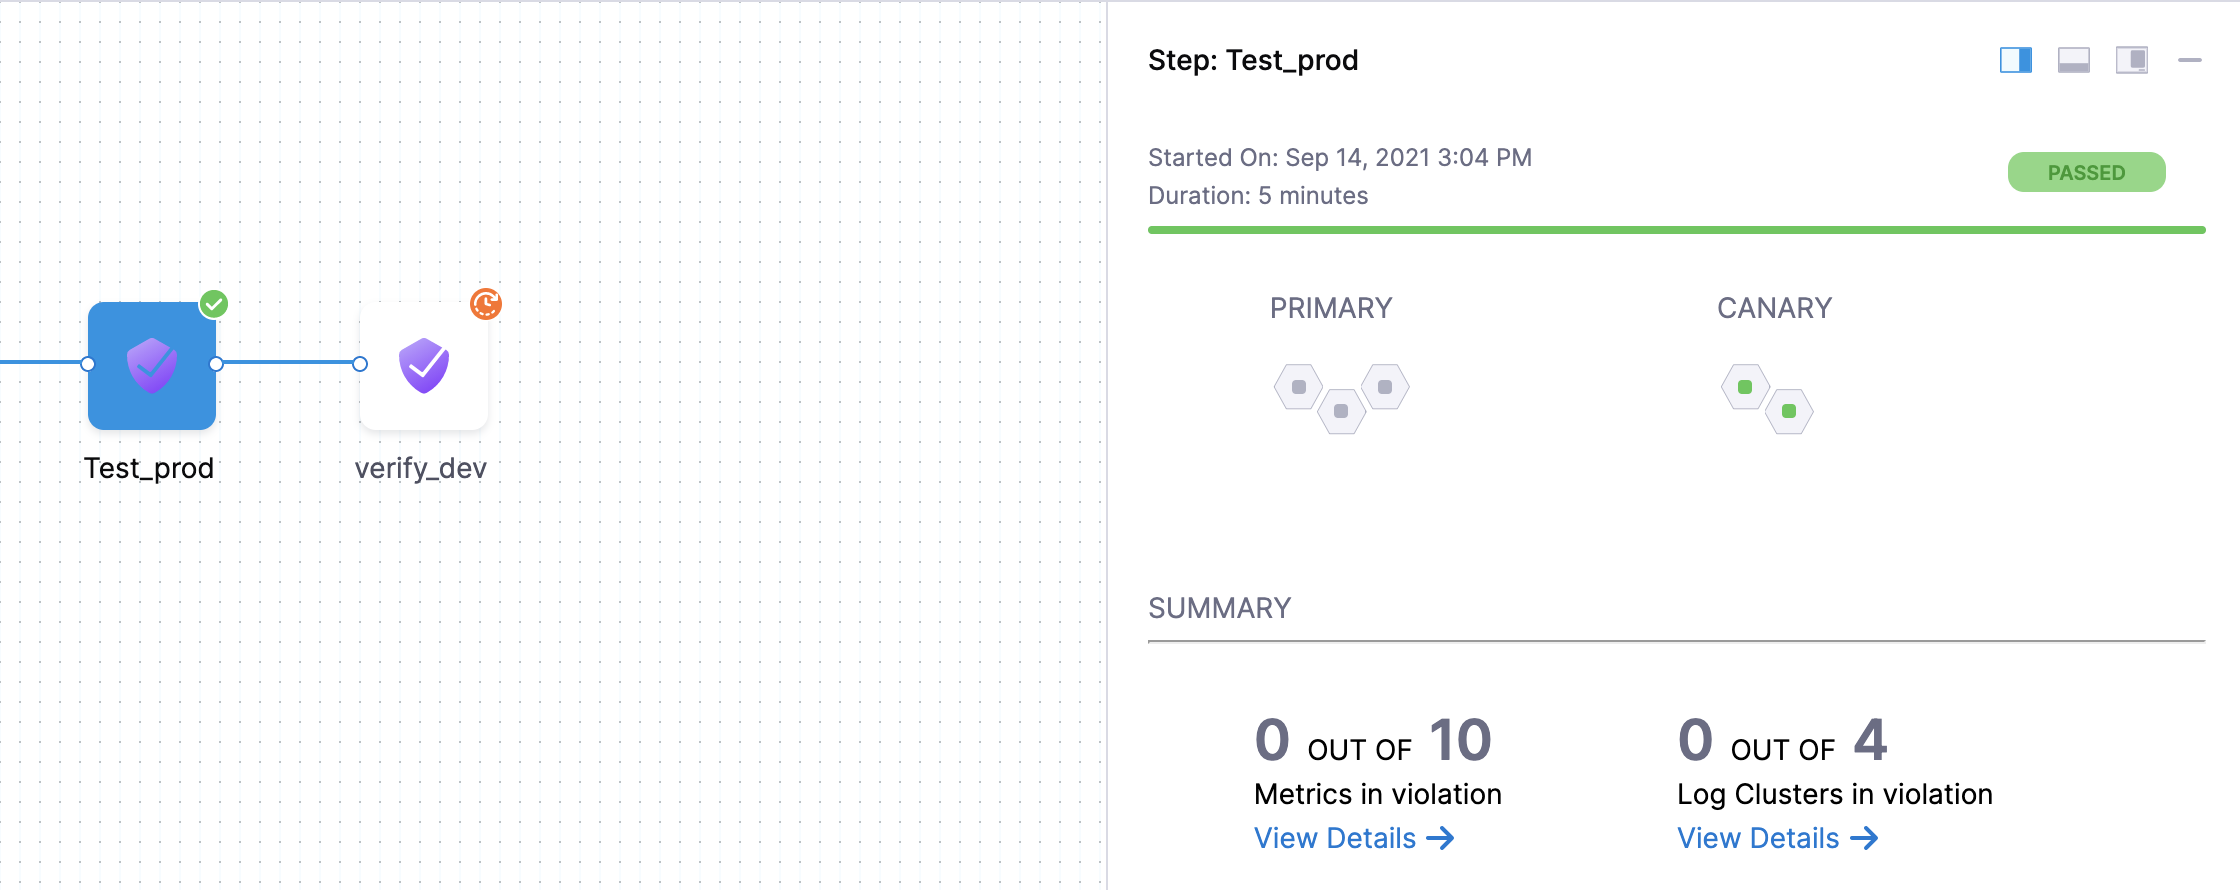 Test_prod
verify_dev
Step: Test_prod
Started On: Sep 14, 2021 3:04 PM
Duration: 5 minutes
PASSED
PRIMARY
CANARY
SUMMARY
0 OUT OF 10
Metrics in violation
View Details
0 OUT OF 4
Log Clusters in violation
View Details